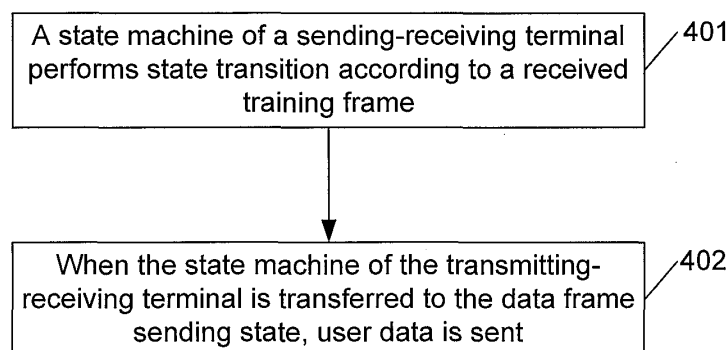 A state machine of a sending-receiving terminal
performs state transition according to a received
training frame
401
When the state machine of the transmitting-
receiving terminal is transferred to the data frame
sending state, user data is sent
402